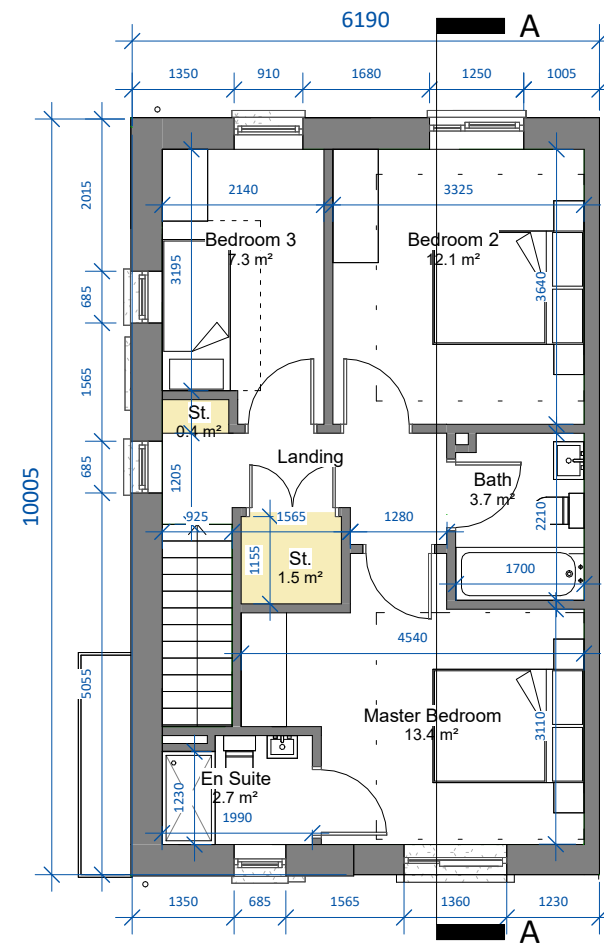 6190
A
1350 910 1680 1250 1005
2015
2140
3325
Bedroom 3
7.3 m²
Bedroom 2
12.1 m²
3195
3640
685
1565
St.
0.4 m²
10005
685
1205
Landing
Bath
3.7 m²
925
1565
1280
2210
St.
1.5 m²
1155
1700
4540
5055
Master Bedroom
13.4 m²
3110
En Suite
2.7 m²
1230
1990
1350 685 1565 1360 1230
A